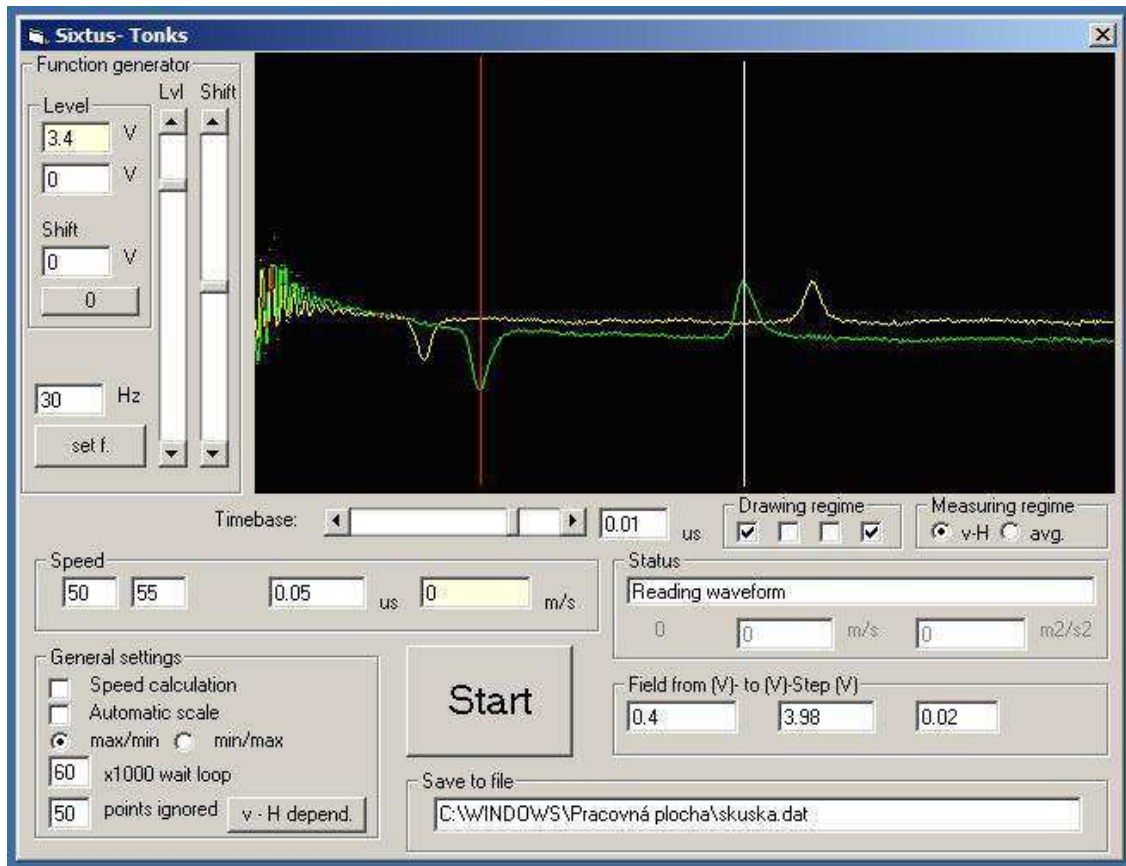 Sixtus- Tonks
Function generator
Lvl Shift
Level
3.4 V
0 V
Shift
0 V
0
30 Hz
set f.
Timebase: 0.01 us
Drawing regime
Measuring regime
v-H avg.
Speed
50 55 0.05 us 0 m/s
Status
Reading waveform
0 0 m/s 0 m2/s2
General settings
Speed calculation
Automatic scale
max/min min/max
60 x1000 wait loop
50 points ignored v - H depend.
Start
Field from (V)- to (V)-Step (V)
0.4 3.98 0.02
Save to file
C:\WINDOWS\Pracovná plocha\skuska.dat